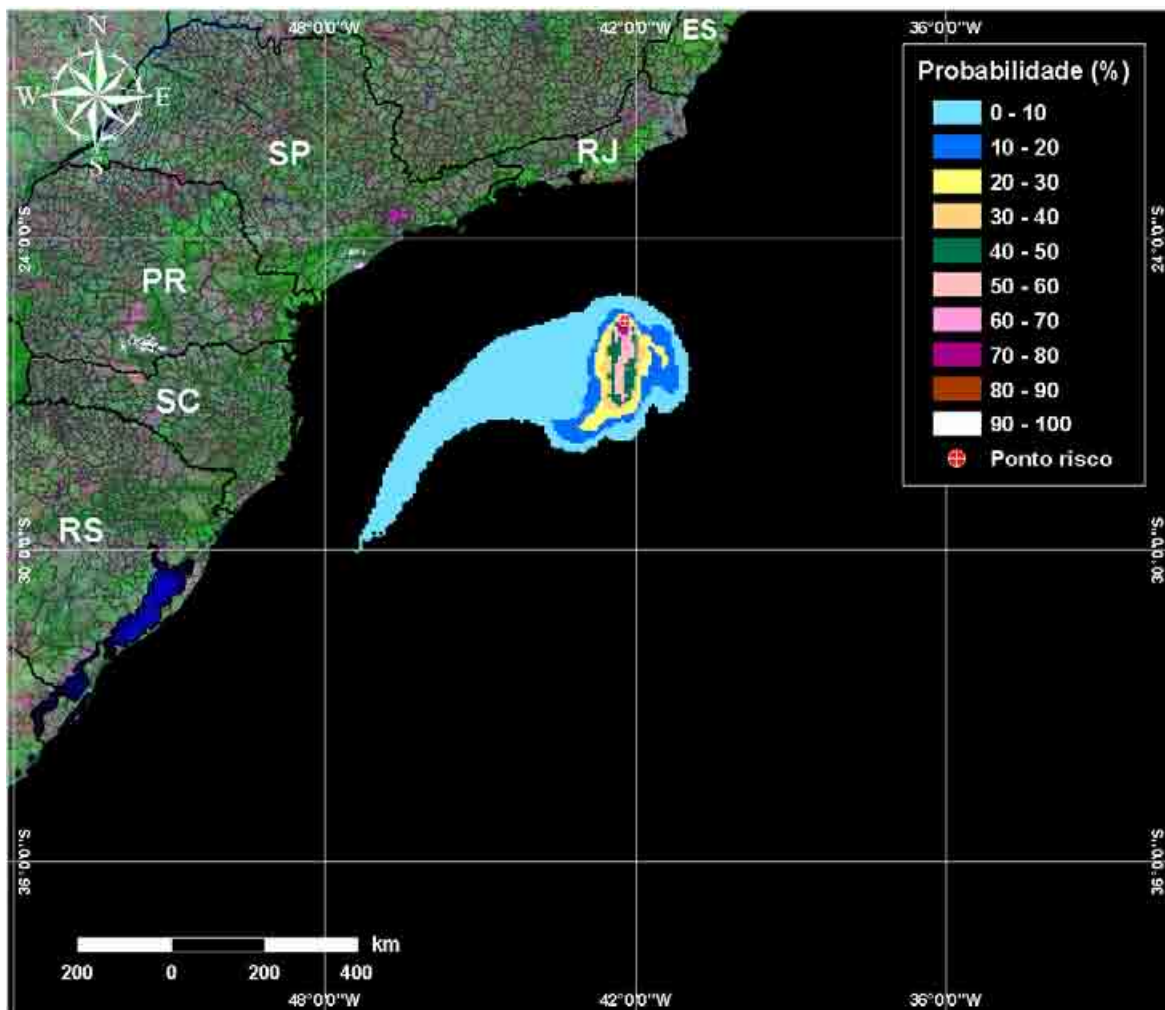 48°0'0"W
42°0'0"W
36°0'0"W
N
W
E
S
ES
SP
RJ
PR
SC
RS
Probabilidade (%)
0 - 10
10 - 20
20 - 30
30 - 40
40 - 50
50 - 60
60 - 70
70 - 80
80 - 90
90 - 100
Ponto risco
24°0'0"S
24°0'0"S
30°0'0"S
30°0'0"S
36°0'0"S
36°0'0"S
km
200
0
200
400
48°0'0"W
42°0'0"W
36°0'0"W